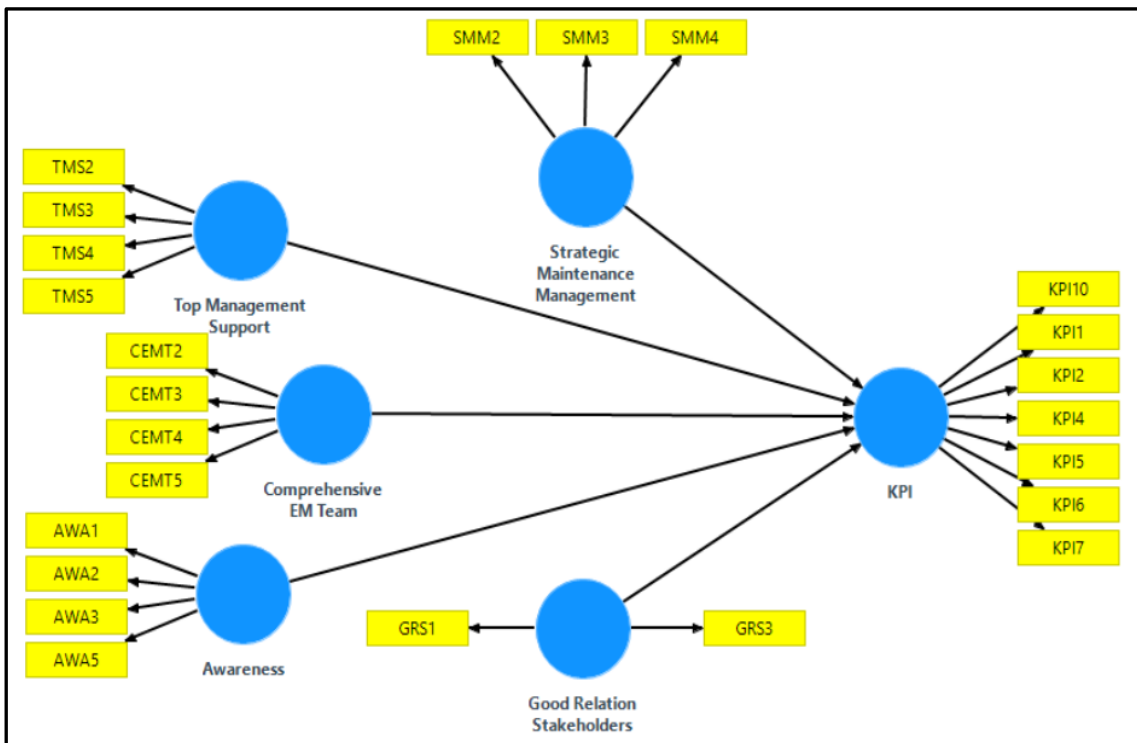 SMM2
SMM3
SMM4
TMS2
TMS3
TMS4
TMS5
Top Management
Support
Strategic
Maintenance
Management
CEMT2
CEMT3
CEMT4
CEMT5
Comprehensive
EM Team
KPI10
KPI1
KPI2
KPI4
KPI5
KPI6
KPI7
KPI
AWA1
AWA2
AWA3
AWA5
Awareness
GRS1
GRS3
Good Relation
Stakeholders